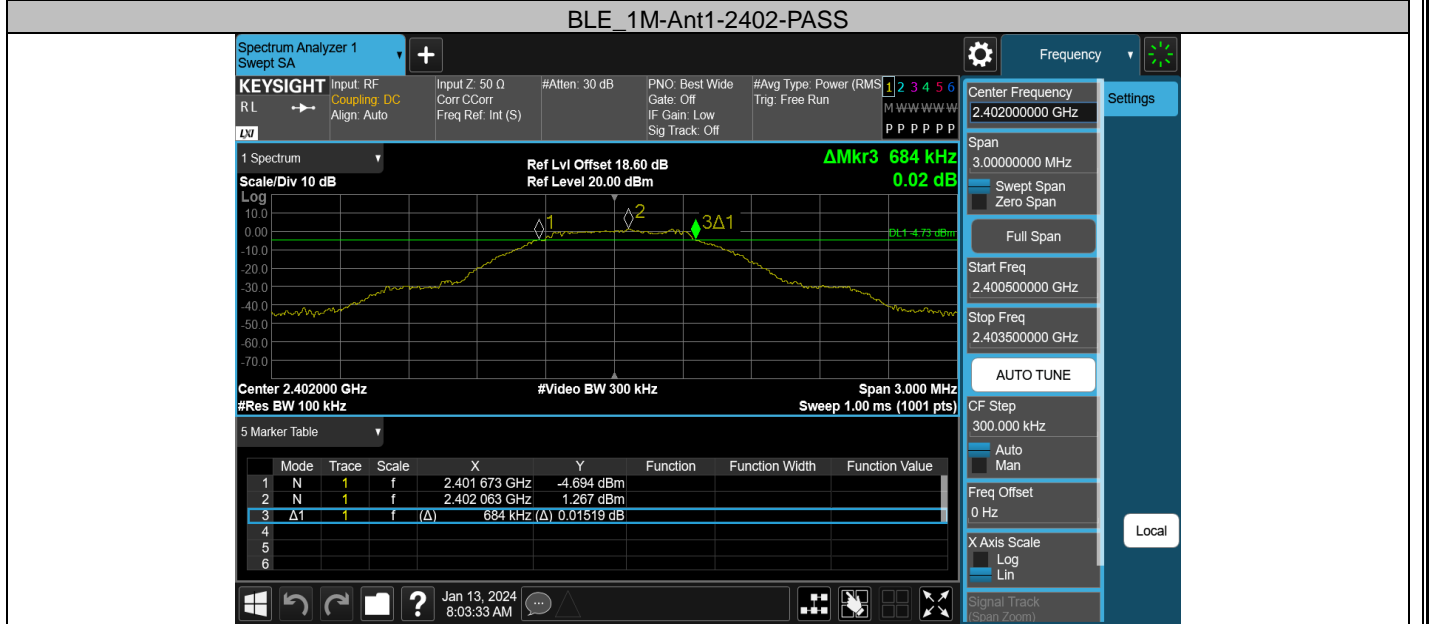 BLE_1M-Ant1-2402-PASS
Spectrum Analyzer 1
Swept SA
+
Frequency
KEYSIGHT
RL
LXI
Input: RF
Coupling: DC
Align: Auto
Input Z: 50 Ω
Corr CCorr
Freq Ref: Int (S)
#Atten: 30 dB
PNO: Best Wide
Gate: Off
IF Gain: Low
Sig Track: Off
#Avg Type: Power (RMS
Trig: Free Run
1 2 3 4 5 6
M W W W W W
P P P P P P
1 Spectrum
Scale/Div 10 dB
Ref Lvl Offset 18.60 dB
Ref Level 20.00 dBm
ΔMkr3 684 kHz
0.02 dB
Log
10.0
0.00
-10.0
-20.0
-30.0
-40.0
-50.0
-60.0
-70.0
1
2
3Δ1
DL1 -4.73 dBm
Center 2.402000 GHz
#Res BW 100 kHz
#Video BW 300 kHz
Span 3.000 MHz
Sweep 1.00 ms (1001 pts)
5 Marker Table
Mode Trace Scale X Y Function Function Width Function Value
1 N 1 f 2.401 673 GHz -4.694 dBm
2 N 1 f 2.402 063 GHz 1.267 dBm
3 Δ1 1 f (Δ) 684 kHz (Δ) 0.01519 dB
4
5
6
?
Jan 13, 2024
8:03:33 AM
Center Frequency
2.402000000 GHz
Span
3.00000000 MHz
Swept Span
Zero Span
Full Span
Start Freq
2.400500000 GHz
Stop Freq
2.403500000 GHz
AUTO TUNE
CF Step
300.000 kHz
Auto
Man
Freq Offset
0 Hz
X Axis Scale
Log
Lin
Signal Track
(Span Zoom)
Settings
Local